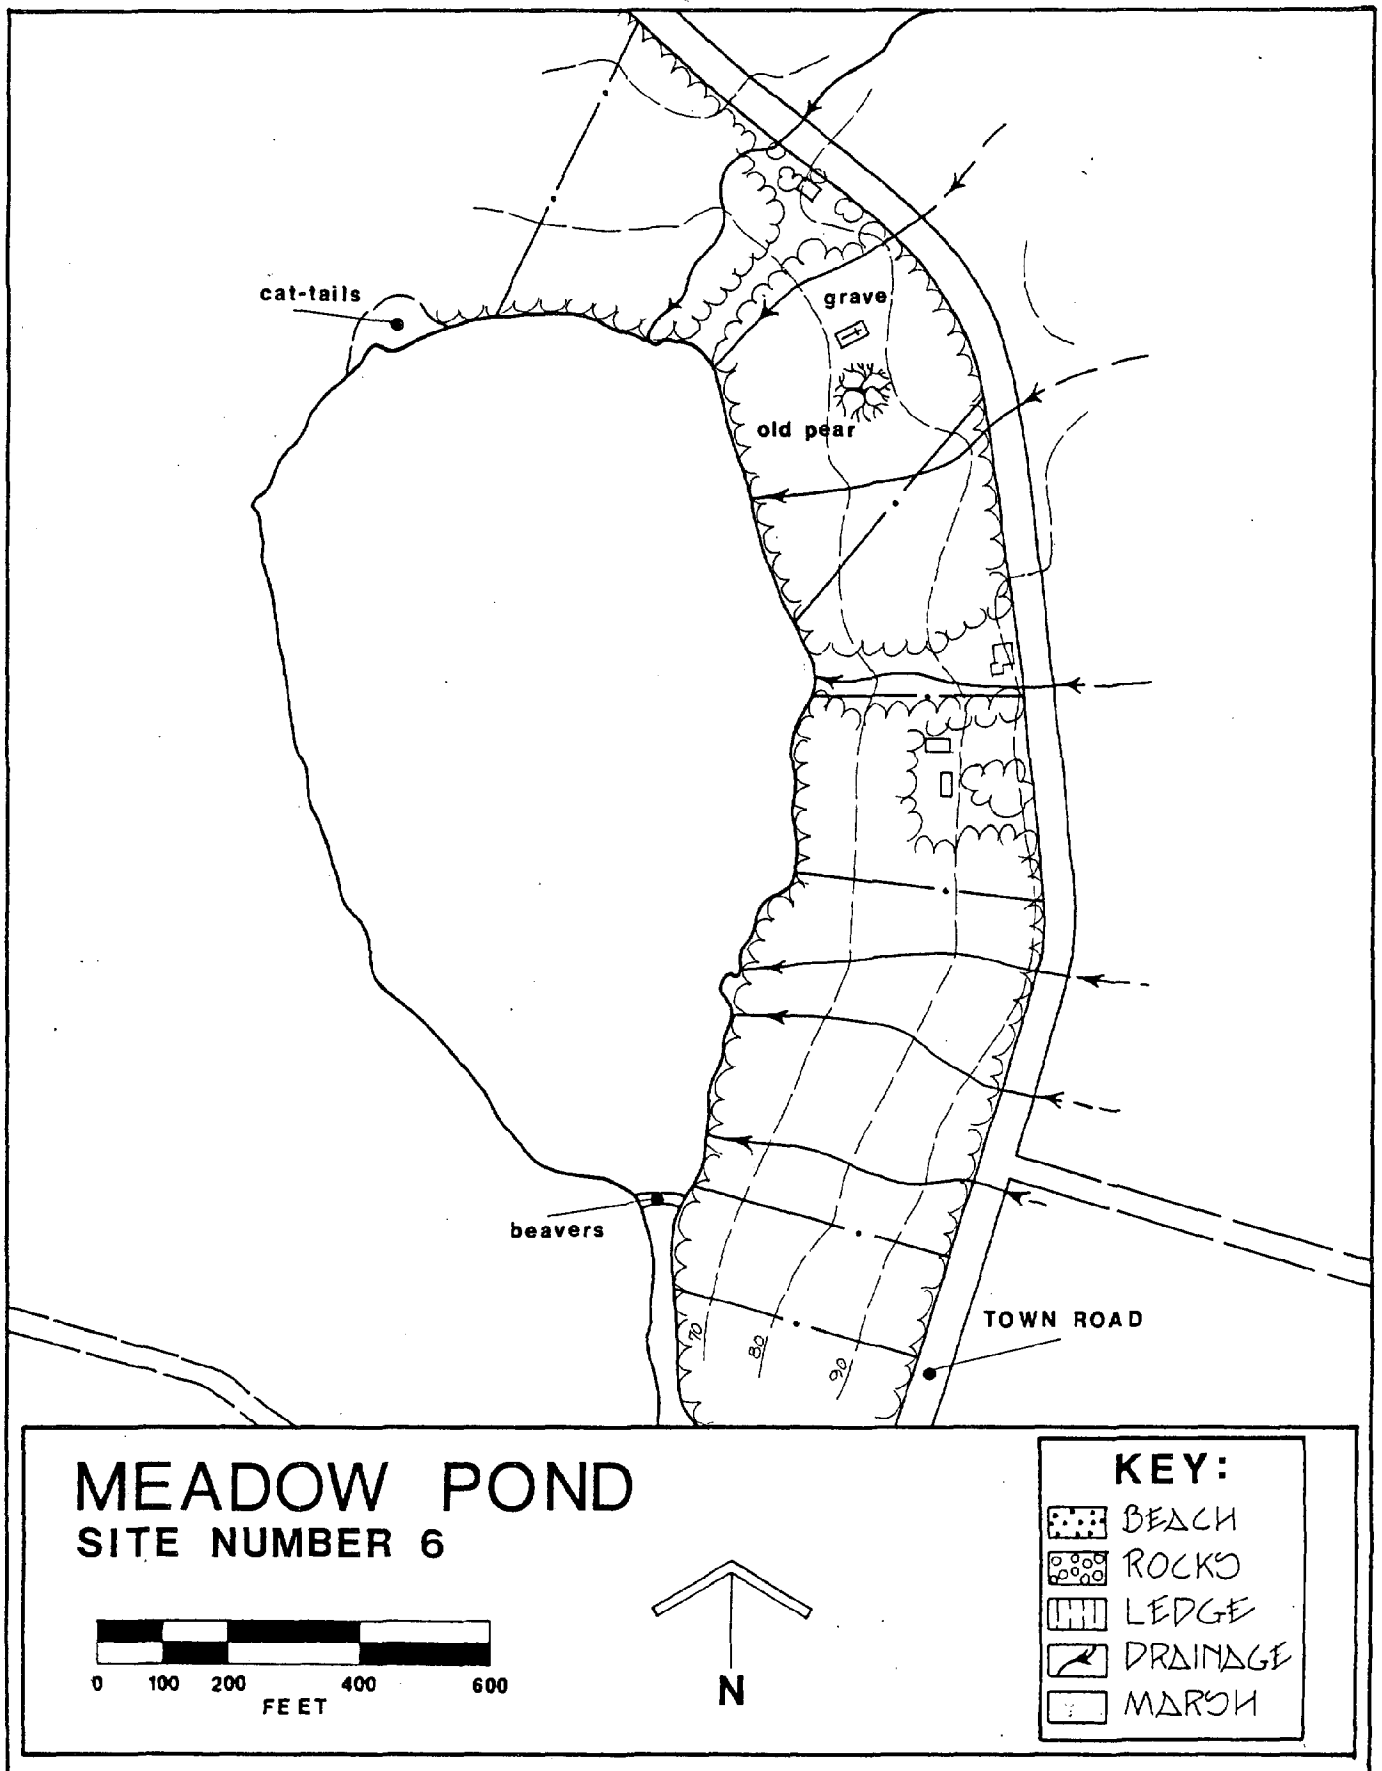 cat-tails
grave
old pear
beavers
TOWN ROAD
70
80
90
MEADOW POND
SITE NUMBER 6
0 100 200 400 600
FEET
N
KEY:
BEACH
ROCKS
LEDGE
DRAINAGE
MARSH